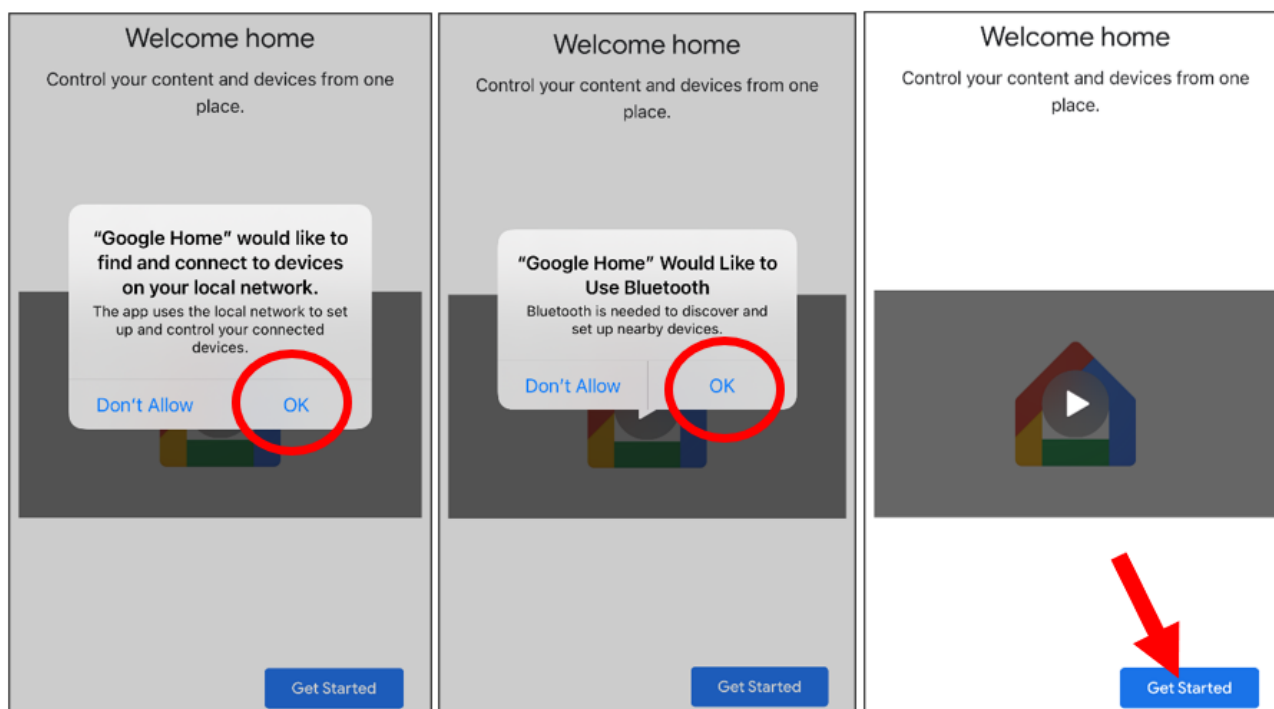 Welcome home
Control your content and devices from one
place.
“Google Home” would like to
find and connect to devices
on your local network.
The app uses the local network to set
up and control your connected
devices.
Don’t Allow
OK
Get Started
Welcome home
Control your content and devices from one
place.
“Google Home” Would Like to
Use Bluetooth
Bluetooth is needed to discover and
set up nearby devices.
Don’t Allow
OK
Get Started
Welcome home
Control your content and devices from one
place.
Get Started